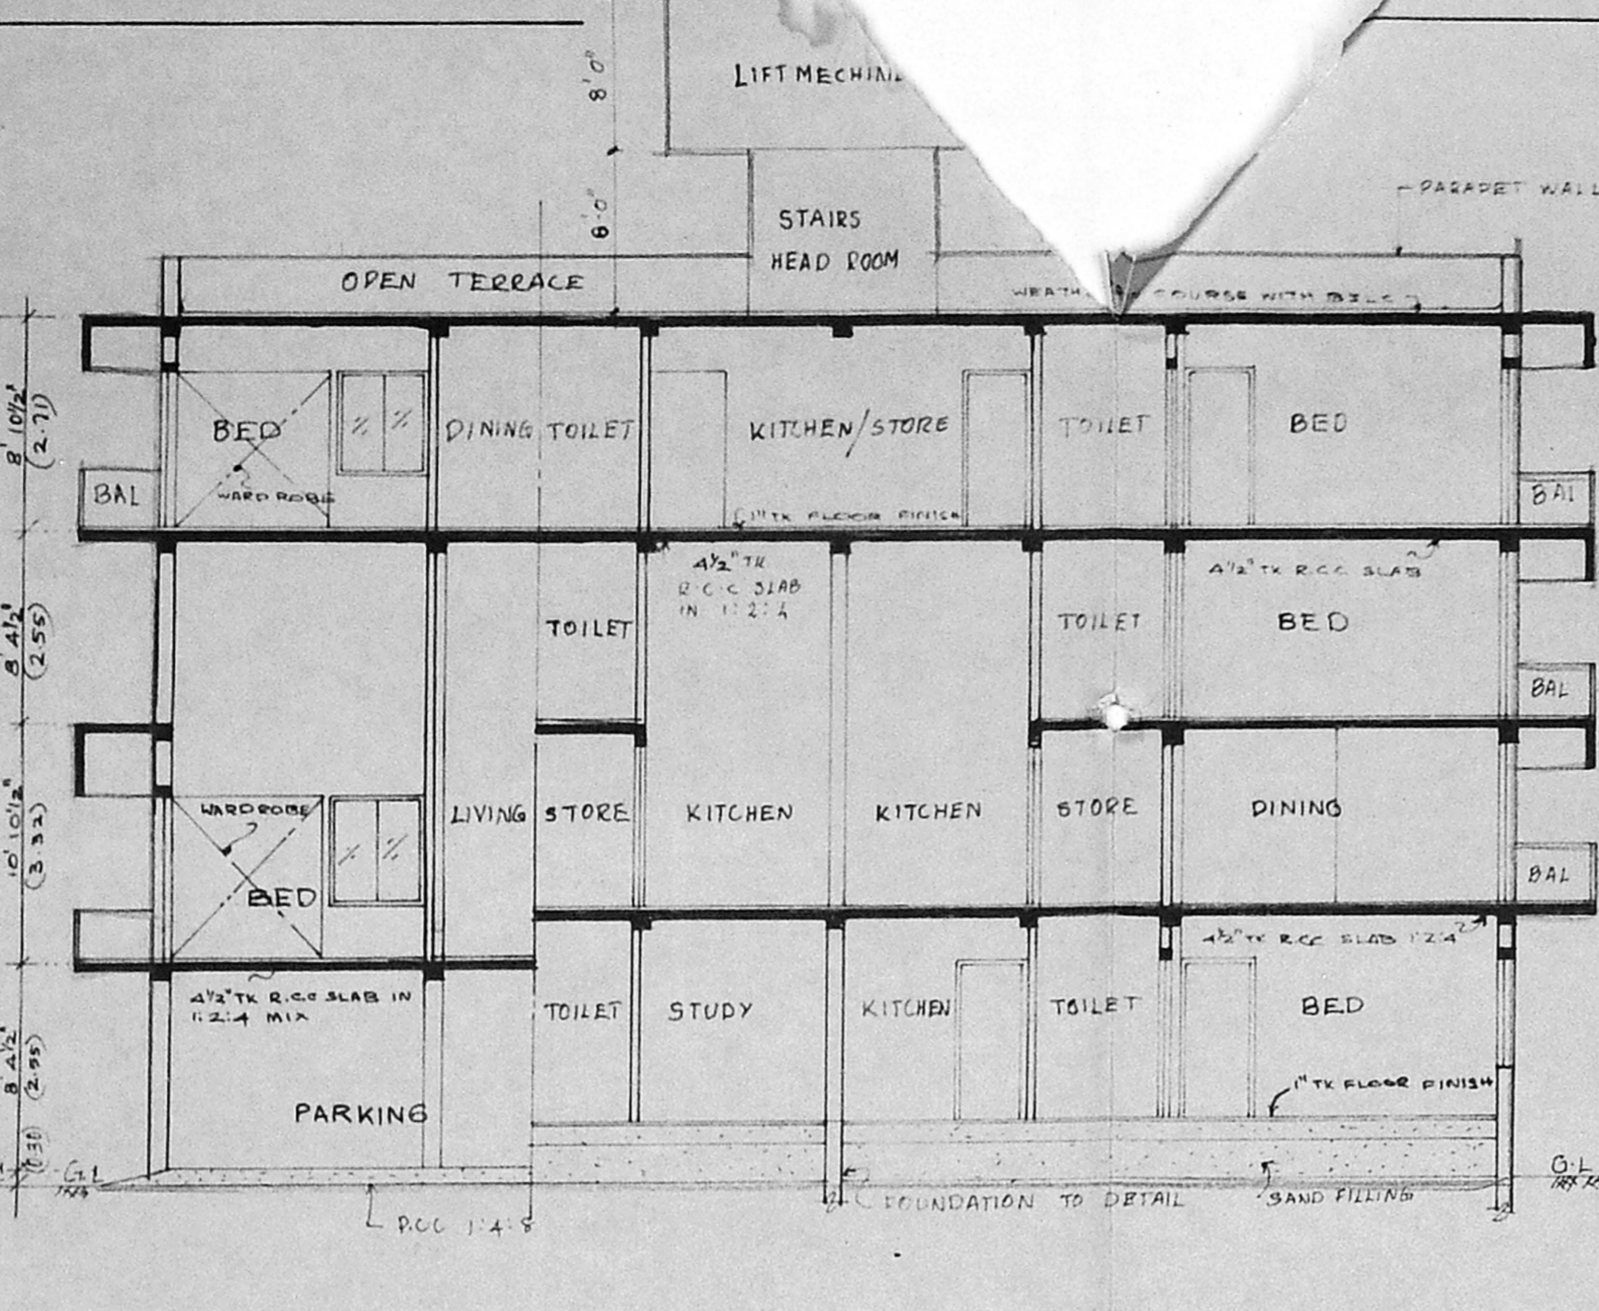 8' 0"
LIFT MECHINE
8'-0"
STAIRS
HEAD ROOM
PARAPET WALL
OPEN TERRACE
COURSE WITH
8' 10½"
(2.71)
BED
DINING
TOILET
KITCHEN/STORE
TOILET
BED
WARDROBE
BAL
BAL
1" TK FLOOR FINISH
4½" TK
R.C.C SLAB
IN 1:2:4
4½" TK R.C.C SLAB
8' 4½"
(2.55)
TOILET
TOILET
BED
BAL
10' 10½"
(3.32)
WARDROBE
BED
LIVING
STORE
KITCHEN
KITCHEN
STORE
DINING
BAL
4½" TK R.C.C SLAB 1:2:4
4½" TK R.C.C SLAB IN
1:2:4 MIX
8' 4½"
(2.55)
TOILET
STUDY
KITCHEN
TOILET
BED
1" TK FLOOR FINISH
PARKING
G.L
G.L
FOUNDATION TO DETAIL
SAND FILLING
P.CC 1:4:8